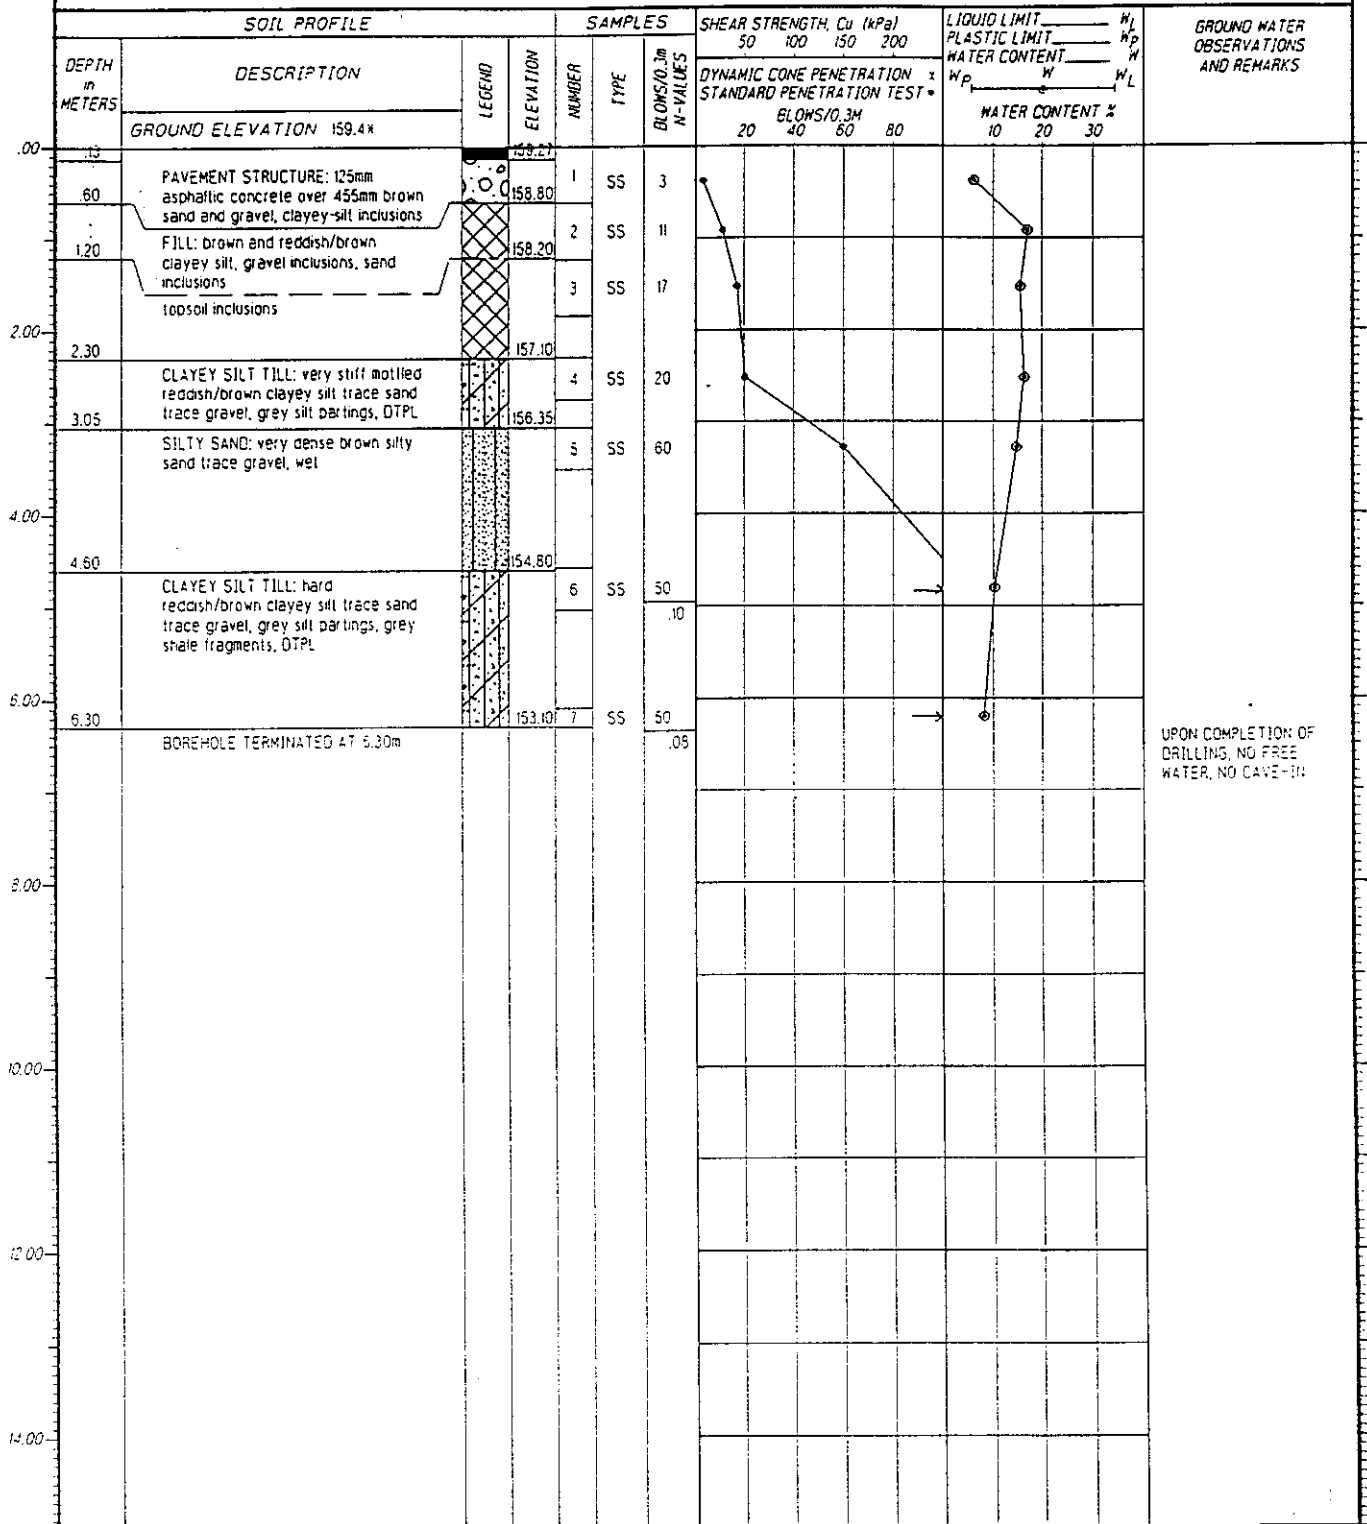 SOIL PROFILE
SAMPLES
SHEAR STRENGTH, Cu (kPa)
50 100 150 200
LIQUID LIMIT WL
PLASTIC LIMIT WP
WATER CONTENT W
GROUND WATER
OBSERVATIONS
AND REMARKS
DEPTH
in
METERS
DESCRIPTION
LEGEND
ELEVATION
NUMBER
TYPE
BLOWS/0.3m
N-VALUES
DYNAMIC CONE PENETRATION x
STANDARD PENETRATION TEST •
BLOWS/0.3M
20 40 60 80
WP W WL
WATER CONTENT %
10 20 30
GROUND ELEVATION 159.4*
.00
.13
159.27
PAVEMENT STRUCTURE: 125mm
asphaltic concrete over 455mm brown
sand and gravel, clayey-silt inclusions
1 SS 3
.60
158.80
FILL: brown and reddish/brown
clayey silt, gravel inclusions, sand
inclusions
2 SS 11
1.20
158.20
topsoil inclusions
3 SS 17
2.00
2.30
157.10
CLAYEY SILT TILL: very stiff mottled
reddish/brown clayey silt trace sand
trace gravel, grey silt partings, DTPL
4 SS 20
3.05
156.35
SILTY SAND: very dense brown silty
sand trace gravel, wet
5 SS 60
4.00
4.60
154.80
CLAYEY SILT TILL: hard
reddish/brown clayey silt trace sand
trace gravel, grey silt partings, grey
shale fragments, DTPL
6 SS 50
.10
6.00
6.30
153.10
7 SS 50
.05
BOREHOLE TERMINATED AT 6.30m
UPON COMPLETION OF
DRILLING, NO FREE
WATER, NO CAVE-IN
8.00
10.00
12.00
14.00